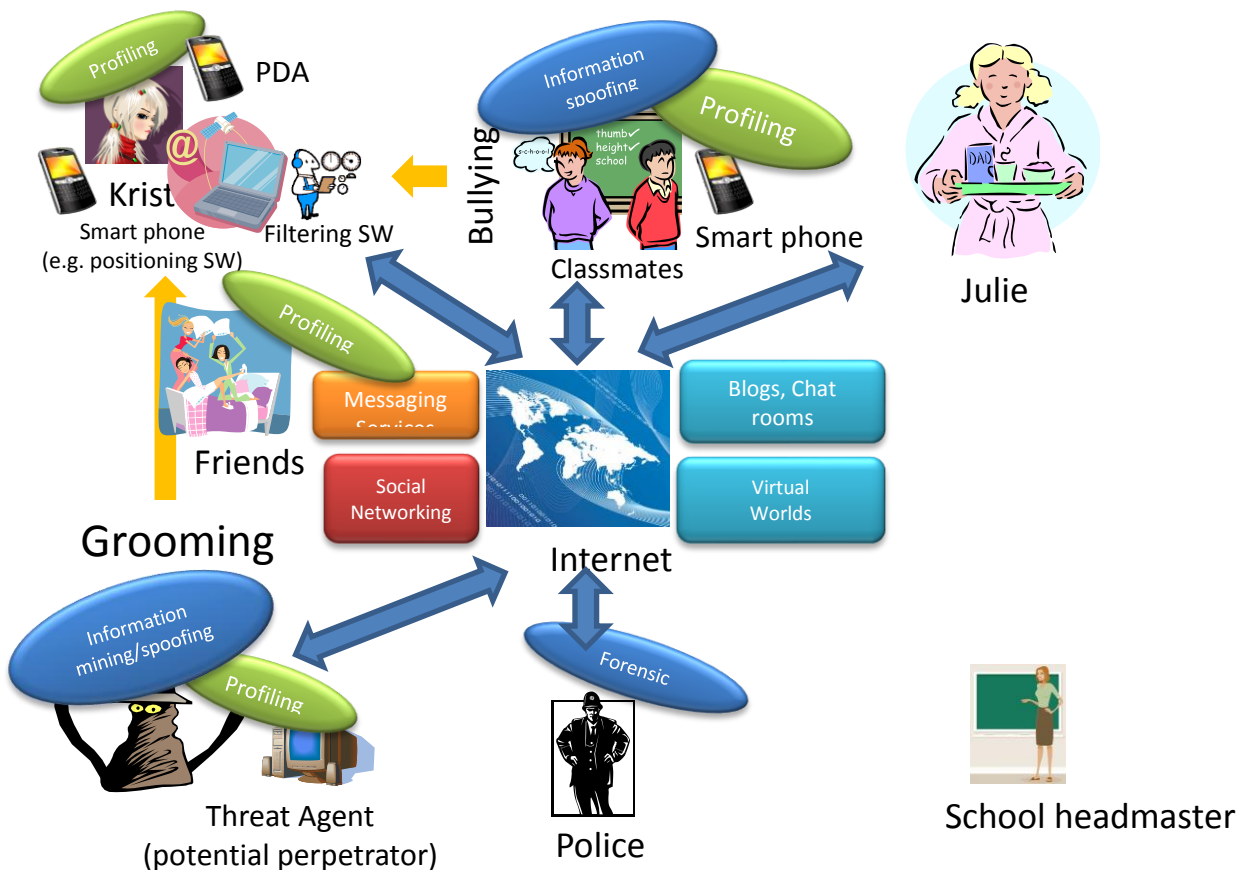 Profiling
PDA
@
Krist
Smart phone
(e.g. positioning SW)
Filtering SW
Information
spoofing
Profiling
Bullying
s-c-h-o-o-l
thumb✓
height✓
school
Classmates
Smart phone
DAD
Julie
Profiling
Friends
Messaging
Services
Blogs, Chat
rooms
Social
Networking
Virtual
Worlds
Internet
Grooming
Information
mining/spoofing
Profiling
Threat Agent
(potential perpetrator)
Forensic
Police
School headmaster